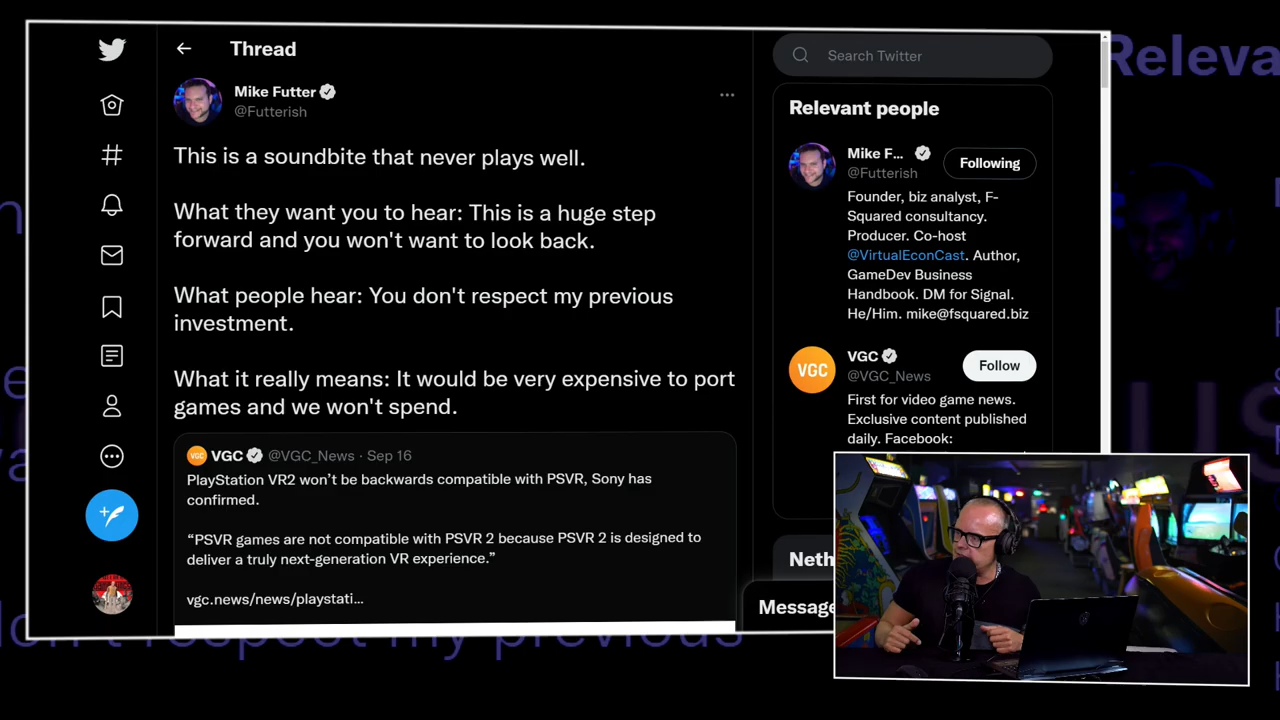 Thread
Mike Futter
@Futterish
This is a soundbite that never plays well.
What they want you to hear: This is a huge step
forward and you won't want to look back.
What people hear: You don't respect my previous
investment.
What it really means: It would be very expensive to port
games and we won't spend.
VGC @VGC_News · Sep 16
PlayStation VR2 won’t be backwards compatible with PSVR, Sony has
confirmed.
“PSVR games are not compatible with PSVR 2 because PSVR 2 is designed to
deliver a truly next-generation VR experience.”
vgc.news/news/playstati...
Search Twitter
Relevant people
Mike F...
@Futterish
Following
Founder, biz analyst, F-
Squared consultancy.
Producer. Co-host
@VirtualEconCast. Author,
GameDev Business
Handbook. DM for Signal.
He/Him. mike@fsquared.biz
VGC
@VGC_News
Follow
VGC
First for video game news.
Exclusive content published
daily. Facebook:
Neth
Message
Releva
don't respect my previous